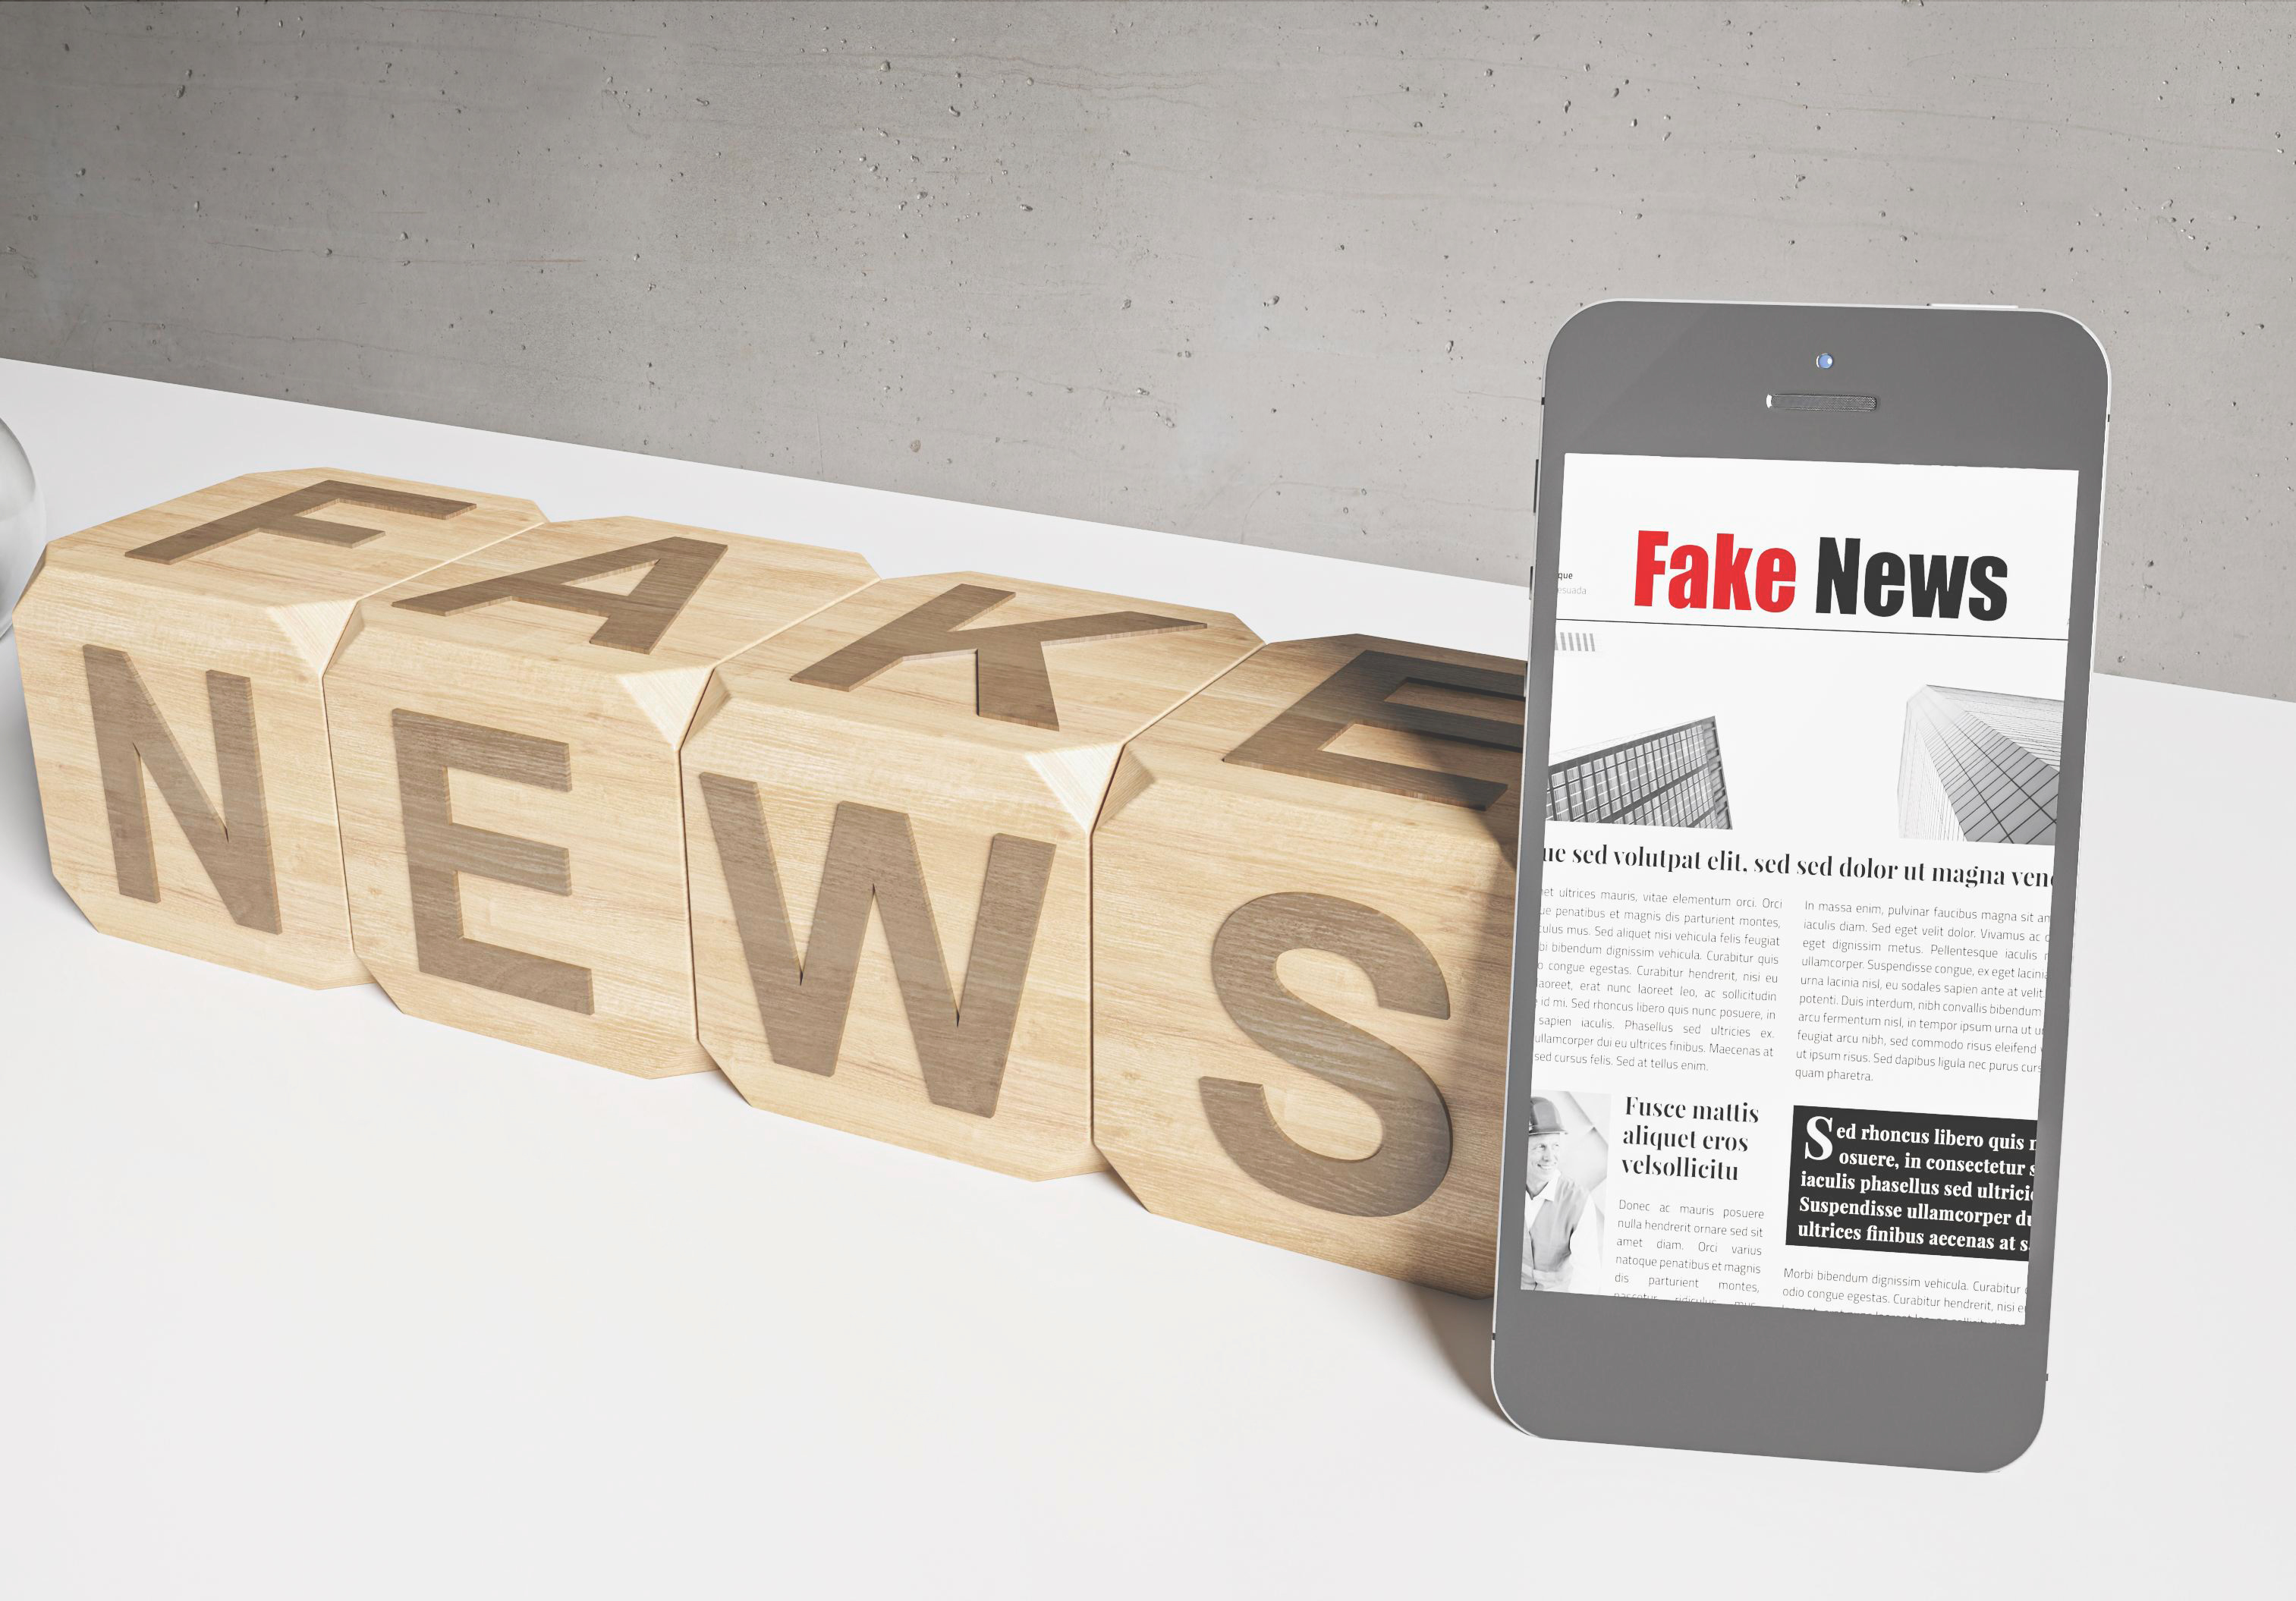 FAKE
NEWS
Fake News
que
esuada
ue sed volutpat elit, sed sed dolor ut magna ven
et ultrices mauris, vitae elementum orci. Orci
ue penatibus et magnis dis parturient montes,
culus mus. Sed aliquet nisi vehicula felis feugiat
bi bibendum dignissim vehicula. Curabitur quis
o congue egestas. Curabitur hendrerit, nisi eu
laoreet, erat nunc laoreet leo, ac sollicitudin
id mi. Sed rhoncus libero quis nunc posuere, in
sapien iaculis. Phasellus sed ultricies ex.
ullamcorper dui eu ultrices finibus. Maecenas at
sed cursus felis. Sed at tellus enim.
In massa enim, pulvinar faucibus magna sit am
iaculis diam. Sed eget velit dolor. Vivamus ac
eget dignissim metus. Pellentesque iaculis
ullamcorper. Suspendisse congue, ex eget lacinia
urna lacinia nisl, eu sodales sapien ante at velit.
potenti. Duis interdum, nibh convallis bibendum
arcu fermentum nisl, in tempor ipsum urna ut u
feugiat arcu nibh, sed commodo risus eleifend
ut ipsum risus. Sed dapibus ligula nec purus curs
quam pharetra.
Fusce mattis
aliquet eros
velsollicitu
Donec ac mauris posuere
nulla hendrerit ornare sed sit
amet diam. Orci varius
natoque penatibus et magnis
dis parturient montes,
nascetur ridiculus mus.
Sed rhoncus libero quis n
osuere, in consectetur s
iaculis phasellus sed ultricie
Suspendisse ullamcorper du
ultrices finibus aecenas at s
Morbi bibendum dignissim vehicula. Curabitur
odio congue egestas. Curabitur hendrerit, nisi e